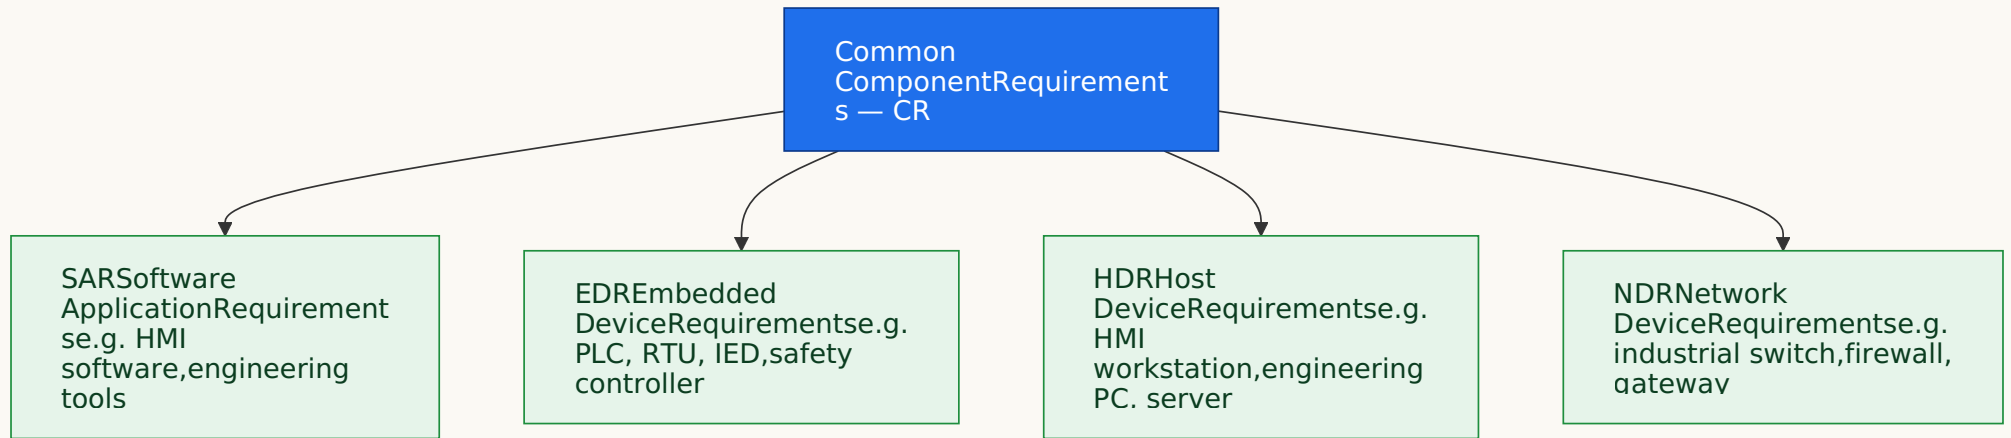 Common
ComponentRequirement
s — CR
SARSoftware
ApplicationRequirement
se.g. HMI
software,engineering
tools
EDREmbedded
DeviceRequirementse.g.
PLC, RTU, IED,safety
controller
HDRHost
DeviceRequirementse.g.
HMI
workstation,engineering
PC, server
NDRNetwork
DeviceRequirementse.g.
industrial switch,firewall,
gateway